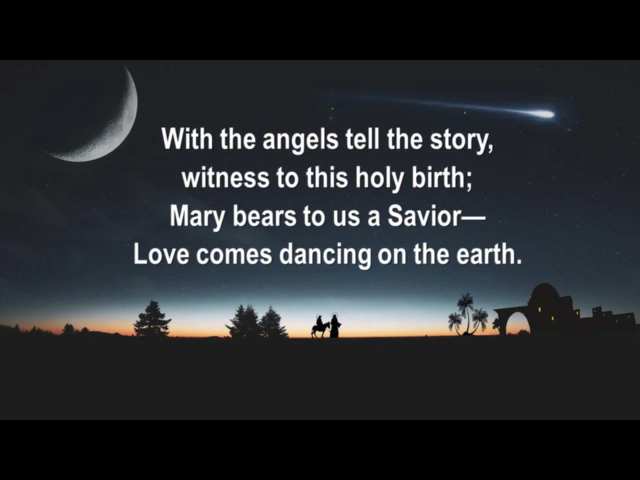 With the angels tell the story,
witness to this holy birth;
Mary bears to us a Savior—
Love comes dancing on the earth.